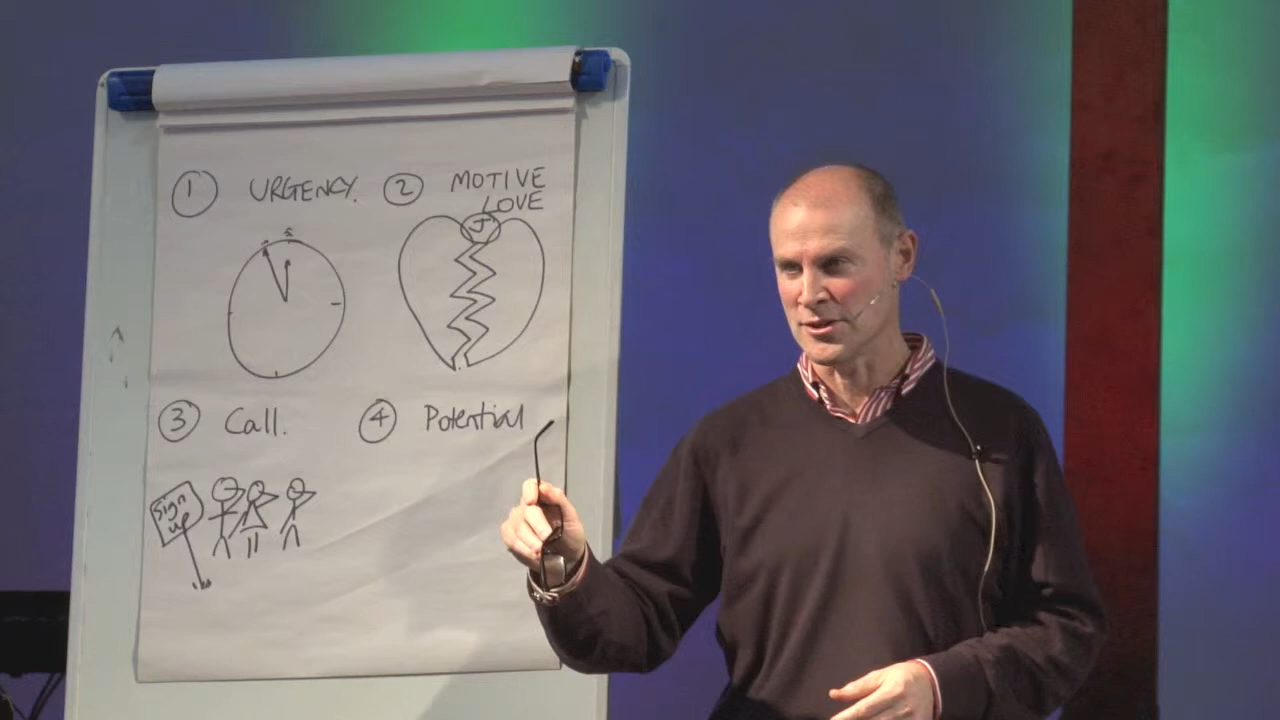 1 URGENCY.
2 MOTIVE
LOVE
J
3 Call.
4 Potential
Sign
up